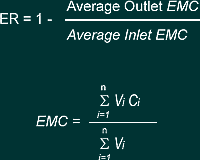 ER = 1 - Average Outlet EMC
Average Inlet EMC
n
Σ Vi Ci
i=1
EMC =
n
Σ Vi
i=1